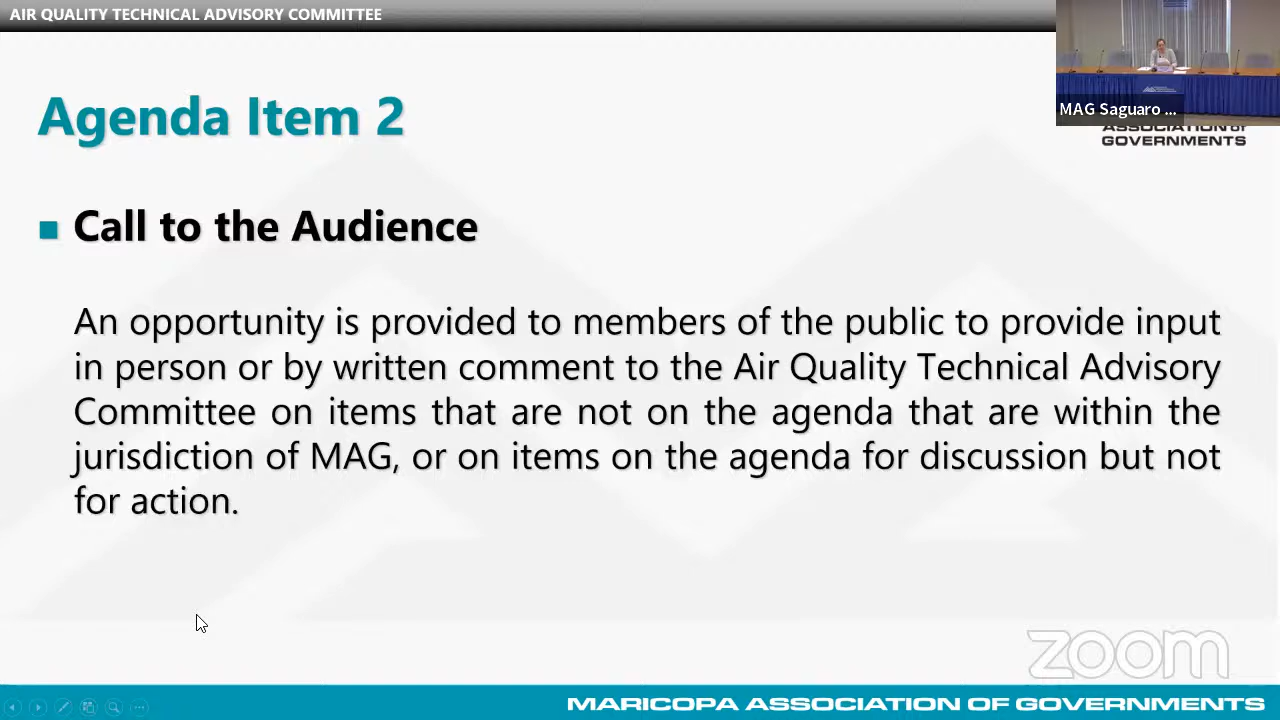 AIR QUALITY TECHNICAL ADVISORY COMMITTEE
MAG Saguaro ...
ASSOCIATION of
GOVERNMENTS
Agenda Item 2
Call to the Audience
An opportunity is provided to members of the public to provide input
in person or by written comment to the Air Quality Technical Advisory
Committee on items that are not on the agenda that are within the
jurisdiction of MAG, or on items on the agenda for discussion but not
for action.
zoom
MARICOPA ASSOCIATION OF GOVERNMENTS